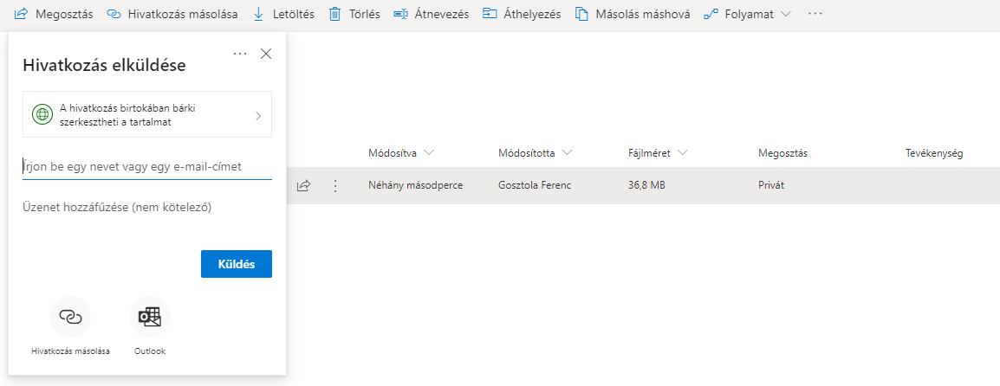 Megosztás Hivatkozás másolása Letöltés Törlés Átnevezés Áthelyezés Másolás máshová Folyamat ...
Hivatkozás elküldése
A hivatkozás birtokában bárki
szerkesztheti a tartalmat
Írjon be egy nevet vagy egy e-mail-címet
Üzenet hozzáfűzése (nem kötelező)
Küldés
Hivatkozás másolása Outlook
Módosítva Módosította Fájlméret Megosztás Tevékenység
Néhány másodperce Gosztola Ferenc 36,8 MB Privát